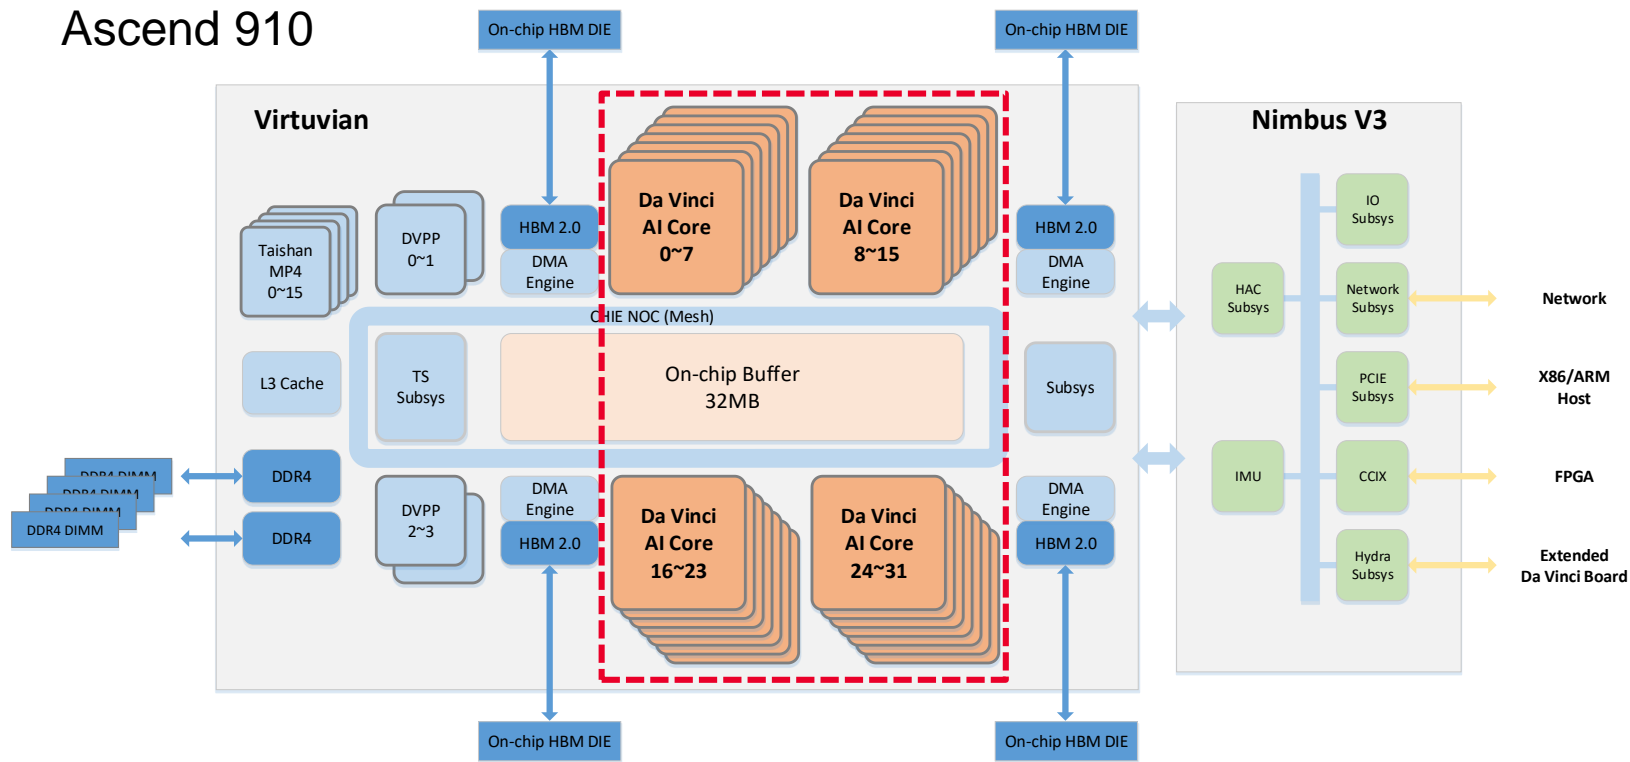 Ascend 910
On-chip HBM DIE
On-chip HBM DIE
Virtuvian
Nimbus V3
Taishan
MP4
0~15
DVPP
0~1
HBM 2.0
DMA
Engine
Da Vinci
AI Core
0~7
Da Vinci
AI Core
8~15
HBM 2.0
DMA
Engine
CHIE NOC (Mesh)
L3 Cache
TS
Subsys
On-chip Buffer
32MB
Subsys
DDR4 DIMM
DDR4 DIMM
DDR4 DIMM
DDR4 DIMM
DDR4
DDR4
DVPP
2~3
DMA
Engine
HBM 2.0
Da Vinci
AI Core
16~23
Da Vinci
AI Core
24~31
DMA
Engine
HBM 2.0
On-chip HBM DIE
On-chip HBM DIE
IO
Subsys
HAC
Subsys
Network
Subsys
Network
PCIE
Subsys
X86/ARM
Host
IMU
CCIX
FPGA
Hydra
Subsys
Extended
Da Vinci Board